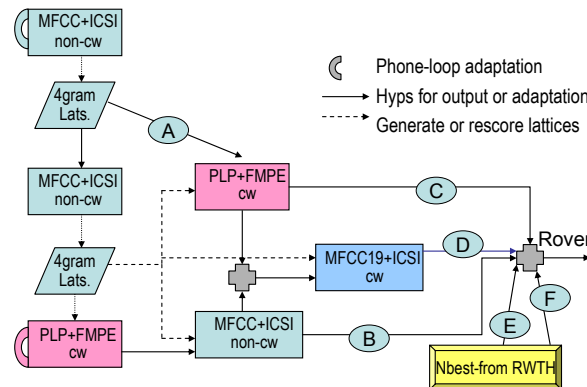 MFCC+ICSI
non-cw
4gram
Lats.
A
MFCC+ICSI
non-cw
4gram
Lats.
PLP+FMPE
cw
Phone-loop adaptation
Hyps for output or adaptation
Generate or rescore lattices
PLP+FMPE
cw
C
MFCC19+ICSI
cw
D
Rover
MFCC+ICSI
non-cw
B
E
F
Nbest-from RWTH